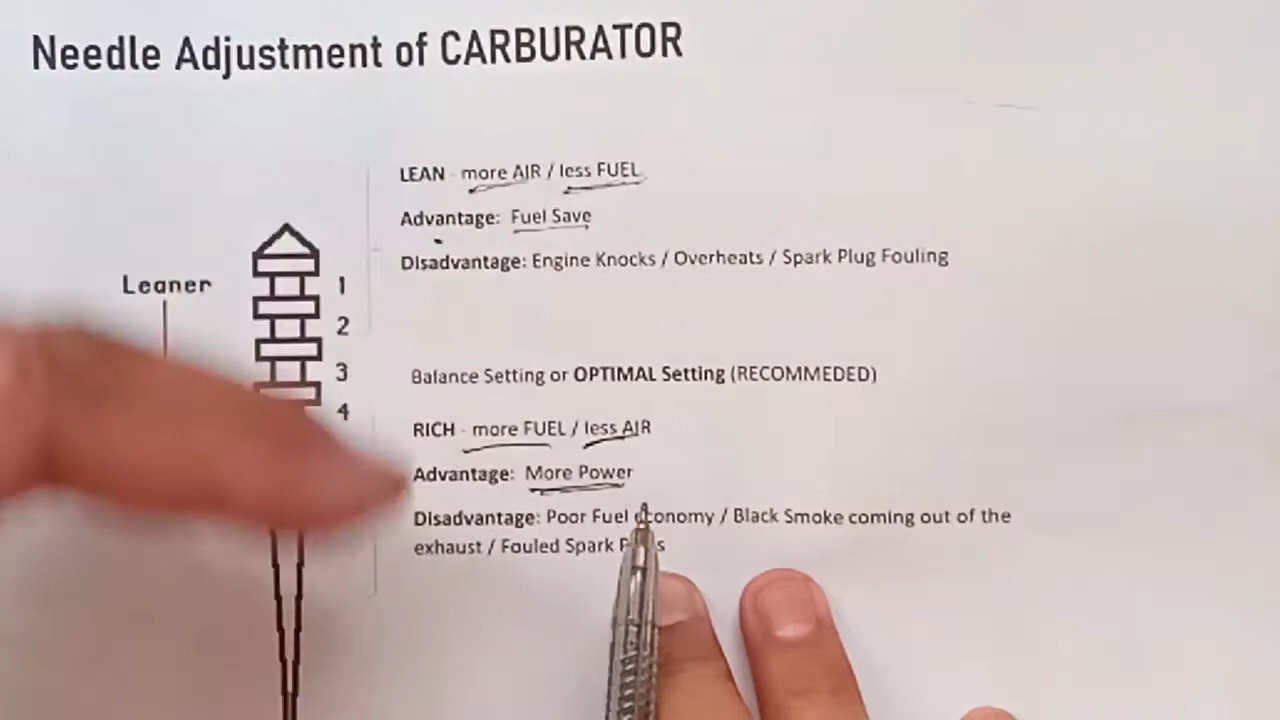 Needle Adjustment of CARBURATOR
LEAN - more AIR / less FUEL
Advantage: Fuel Save
Disadvantage: Engine Knocks / Overheats / Spark Plug Fouling
Leaner
1
2
3
4
Balance Setting or OPTIMAL Setting (RECOMMEDED)
RICH - more FUEL / less AIR
Advantage: More Power
Disadvantage: Poor Fuel / Black Smoke coming out of the
exhaust / Fouled Spark